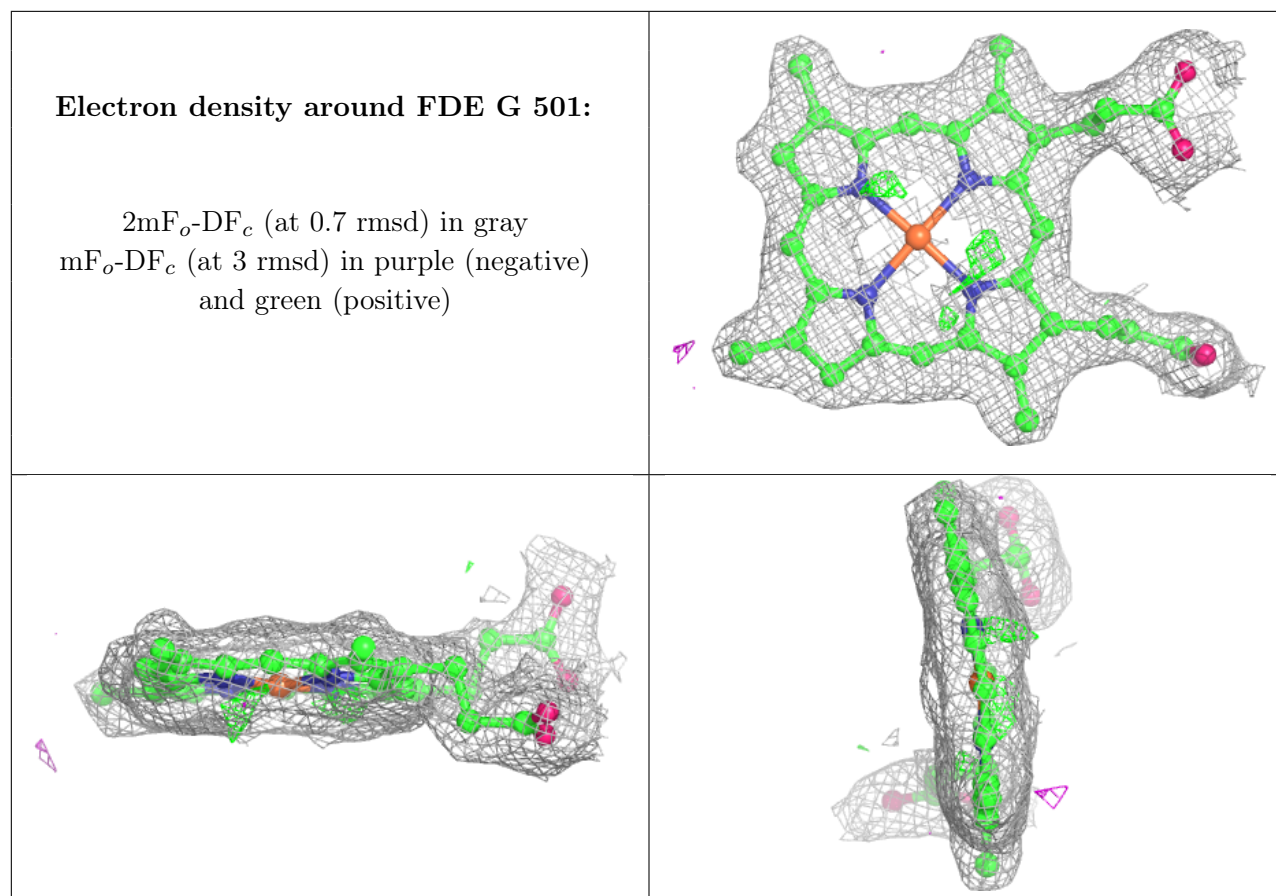 Electron density around FDE G 501:
2mFₒ-DF𝒸 (at 0.7 rmsd) in gray
mFₒ-DF𝒸 (at 3 rmsd) in purple (negative)
and green (positive)